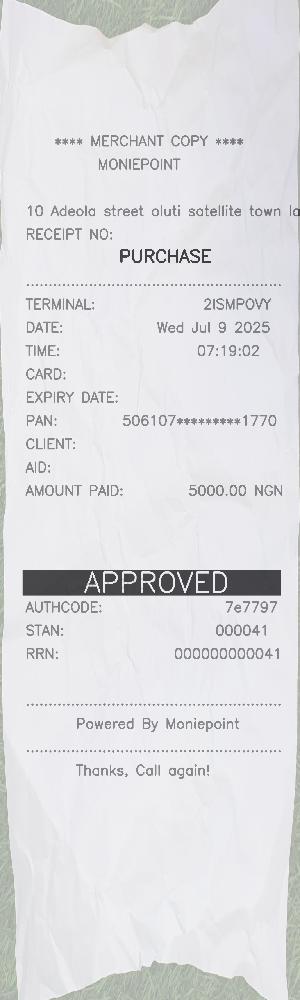 **** MERCHANT COPY ****
MONIEPOINT
10 Adeola street oluti satellite town la
RECEIPT NO:
PURCHASE
TERMINAL: 2ISMPOVY
DATE: Wed Jul 9 2025
TIME: 07:19:02
CARD:
EXPIRY DATE:
PAN: 506107*********1770
CLIENT:
AID:
AMOUNT PAID: 5000.00 NGN
APPROVED
AUTHCODE: 7e7797
STAN: 000041
RRN: 000000000041
Powered By Moniepoint
Thanks, Call again!